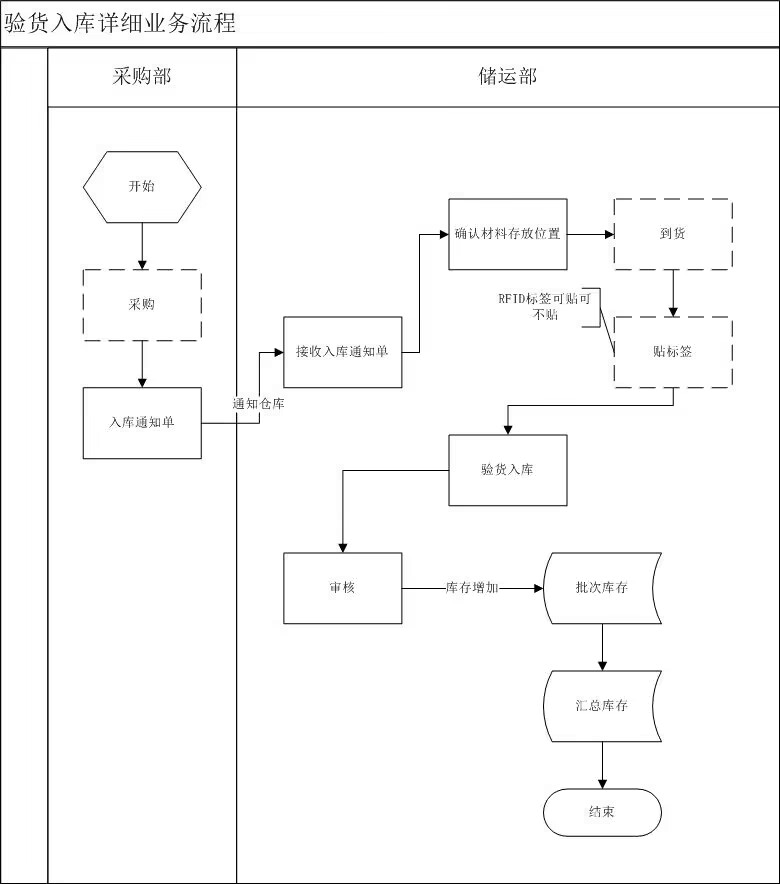 验货入库详细业务流程
采购部
储运部
开始
采购
入库通知单
通知仓库
接收入库通知单
确认材料存放位置
到货
RFID标签可贴可
不贴
贴标签
验货入库
审核
库存增加
批次库存
汇总库存
结束